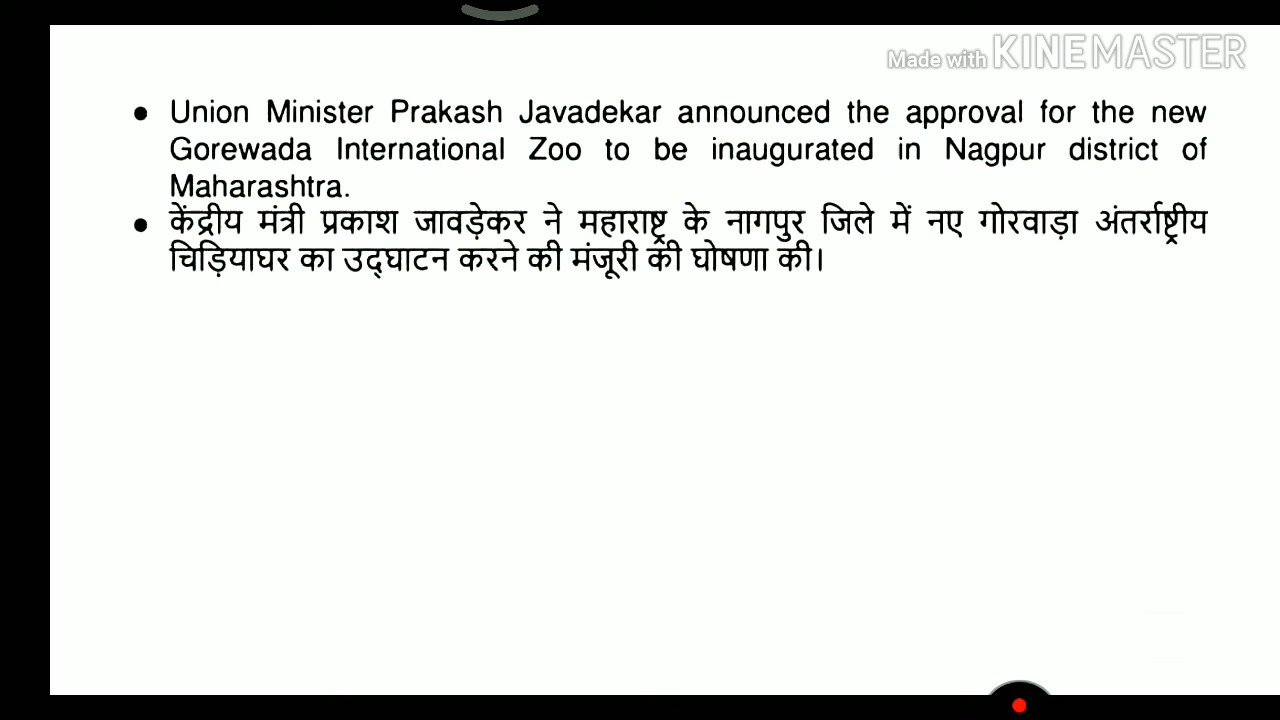 Made with KINEMASTER
• Union Minister Prakash Javadekar announced the approval for the new
Gorewada International Zoo to be inaugurated in Nagpur district of
Maharashtra.
• केंद्रीय मंत्री प्रकाश जावड़ेकर ने महाराष्ट्र के नागपुर जिले में नए गोरवाड़ा अंतर्राष्ट्रीय
चिड़ियाघर का उद्घाटन करने की मंजूरी की घोषणा की।